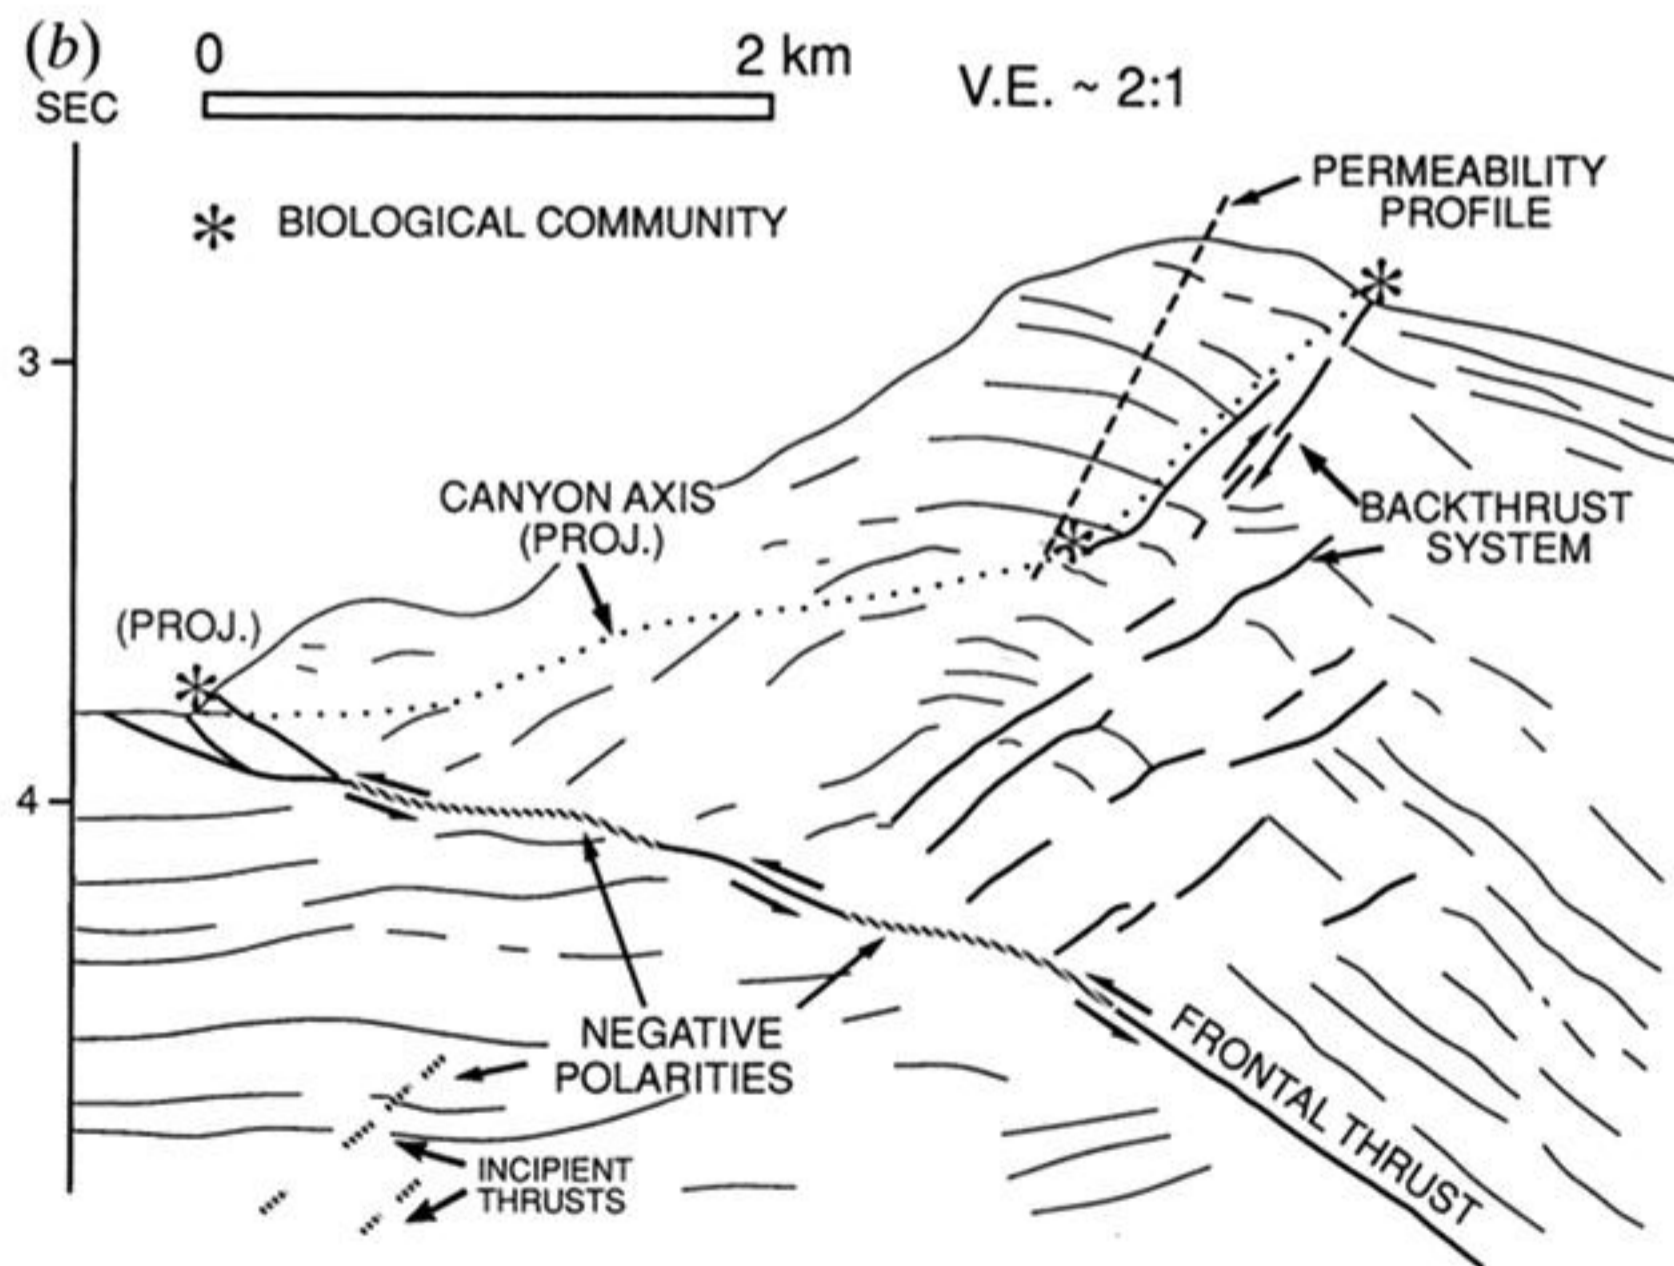 (b)
0 2 km
V.E. ~ 2:1
SEC
PERMEABILITY
PROFILE
* BIOLOGICAL COMMUNITY
3
CANYON AXIS
(PROJ.)
BACKTHRUST
SYSTEM
(PROJ.)
4
NEGATIVE
POLARITIES
FRONTAL THRUST
INCIPIENT
THRUSTS